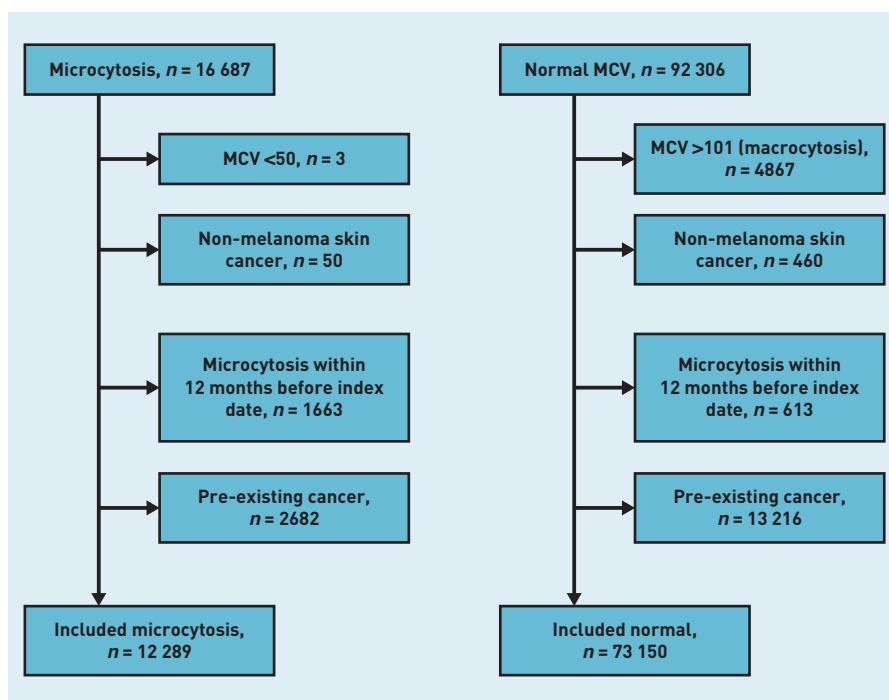 Microcytosis, n = 16 687
MCV <50, n = 3
Non-melanoma skin
cancer, n = 50
Microcytosis within
12 months before index
date, n = 1663
Pre-existing cancer,
n = 2682
Included microcytosis,
n = 12 289
Normal MCV, n = 92 306
MCV >101 (macrocytosis),
n = 4867
Non-melanoma skin
cancer, n = 460
Microcytosis within
12 months before index
date, n = 613
Pre-existing cancer,
n = 13 216
Included normal,
n = 73 150